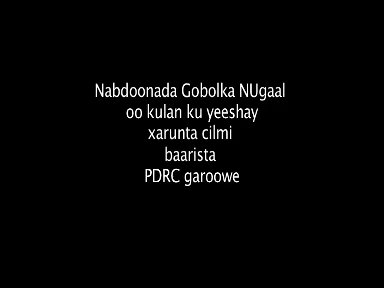 Nabdoonada Gobolka NUgaal
oo kulan ku yeeshay
xarunta cilmi
baarista
PDRC garoowe